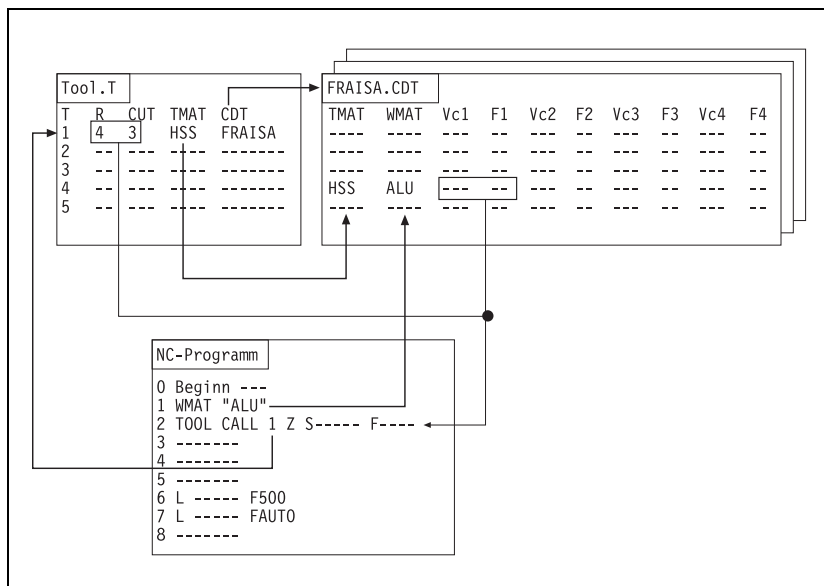 Tool.T
T R CUT TMAT CDT
1 4 3 HSS FRAISA
2 -- --- ---- ------
3 -- --- ---- ------
4 -- --- ---- ------
5 -- --- ---- ------
FRAISA.CDT
TMAT WMAT Vc1 F1 Vc2 F2 Vc3 F3 Vc4 F4
---- ---- --- -- --- -- --- -- --- --
---- ---- --- -- --- -- --- -- --- --
---- ---- --- -- --- -- --- -- --- --
HSS ALU --- -- --- -- --- -- --- --
---- ---- --- -- --- -- --- -- --- --
NC-Programm
0 Beginn ---
1 WMAT "ALU"
2 TOOL CALL 1 Z S----- F----
3 -------
4 -------
5 -------
6 L ----- F500
7 L ----- FAUTO
8 -------